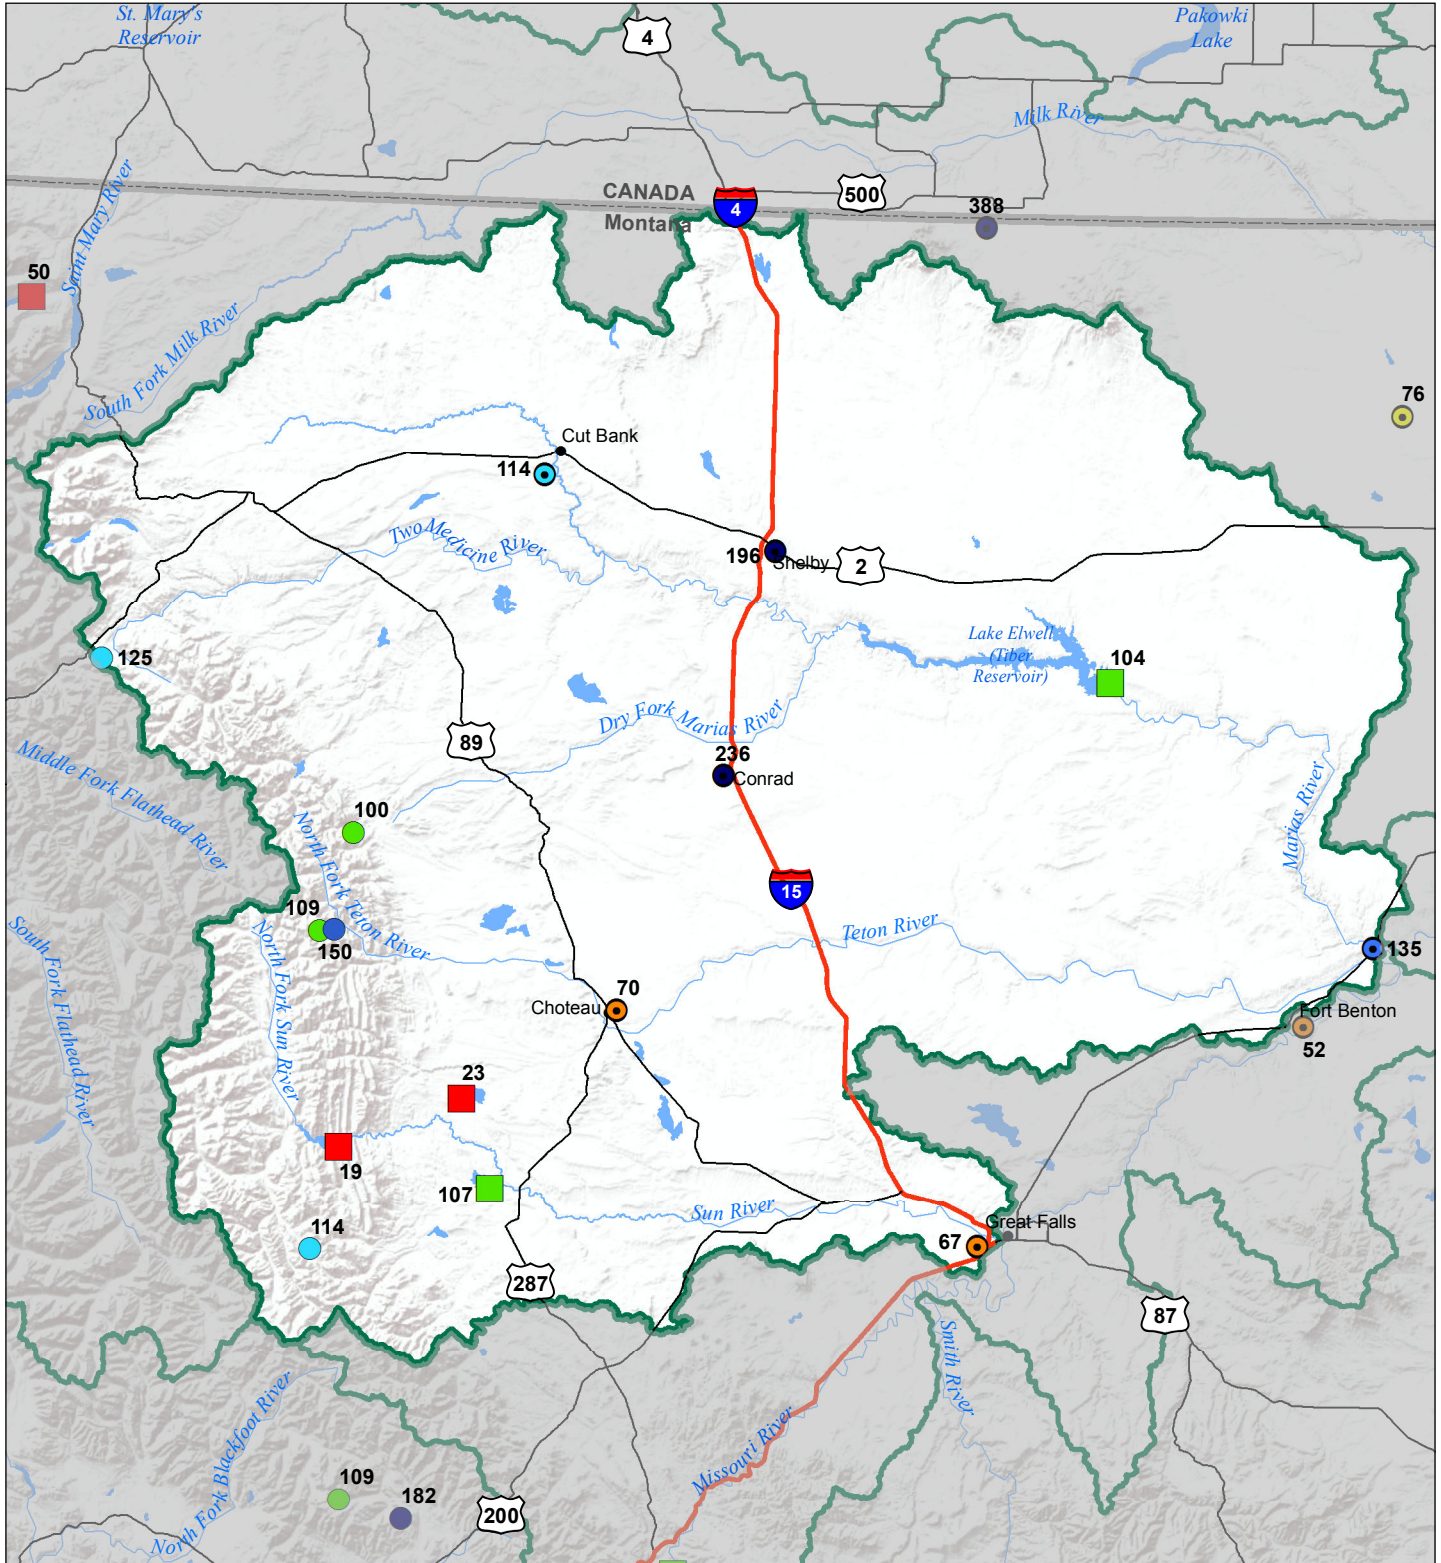 St. Mary's
Reservoir
4
Pakowki
Lake
Milk River
CANADA
Montana
4
500
388
Saint Mary River
50
South Fork Milk River
76
Cut Bank
114
Two Medicine River
196
Shelby
2
Lake Elwell
(Tiber
Reservoir)
104
125
Dry Fork Marias River
89
236
Conrad
Middle Fork Flathead River
100
North Fork Teton River
Marias River
15
109
150
Teton River
135
South Fork Flathead River
North Fork Sun River
70
Choteau
Fort Benton
52
23
19
107
Sun River
114
Great Falls
67
287
87
Smith River
North Fork Blackfoot River
Missouri River
109
182
200